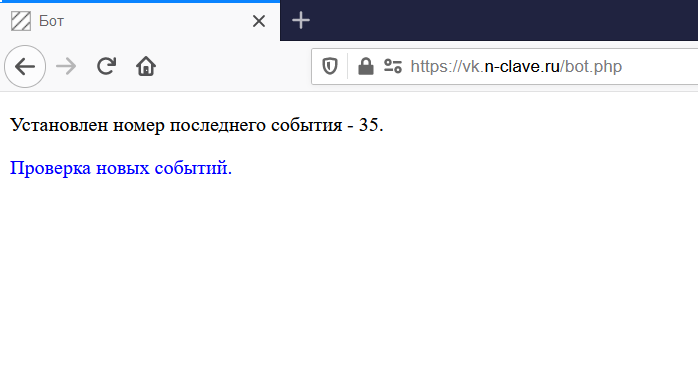 Бот
https://vk.n-clave.ru/bot.php
Установлен номер последнего события - 35.
Проверка новых событий.